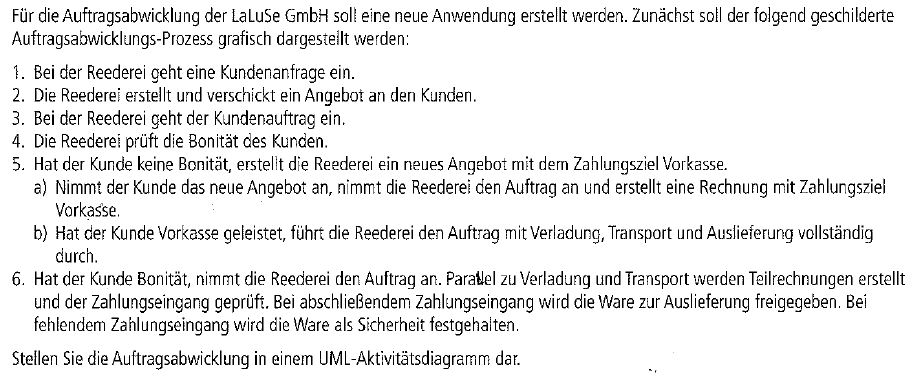 Für die Auftragsabwicklung der LaLuSe GmbH soll eine neue Anwendung erstellt werden. Zunächst soll der folgend geschilderte
Auftragsabwicklungs-Prozess grafisch dargestellt werden:
1. Bei der Reederei geht eine Kundenanfrage ein.
2. Die Reederei erstellt und verschickt ein Angebot an den Kunden.
3. Bei der Reederei geht der Kundenauftrag ein.
4. Die Reederei prüft die Bonität des Kunden.
5. Hat der Kunde keine Bonität, erstellt die Reederei ein neues Angebot mit dem Zahlungsziel Vorkasse.
a) Nimmt der Kunde das neue Angebot an, nimmt die Reederei den Auftrag an und erstellt eine Rechnung mit Zahlungsziel
Vorkasse.
b) Hat der Kunde Vorkasse geleistet, führt die Reederei den Auftrag mit Verladung, Transport und Auslieferung vollständig
durch.
6. Hat der Kunde Bonität, nimmt die Reederei den Auftrag an. Parallel zu Verladung und Transport werden Teilrechnungen erstellt
und der Zahlungseingang geprüft. Bei abschließendem Zahlungseingang wird die Ware zur Auslieferung freigegeben. Bei
fehlendem Zahlungseingang wird die Ware als Sicherheit festgehalten.
Stellen Sie die Auftragsabwicklung in einem UML-Aktivitätsdiagramm dar.